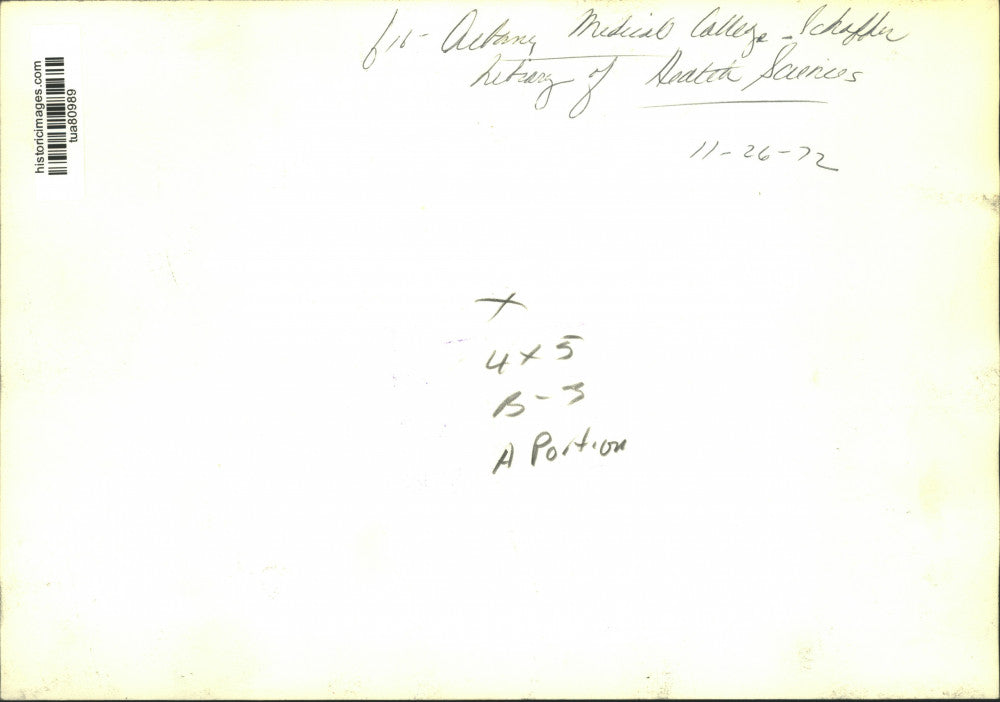 historicimages.com
tua80989
Albany Medical College - Schaffer
Library of Health Sciences
11-26-72
x
4x5
B-3
A Portion